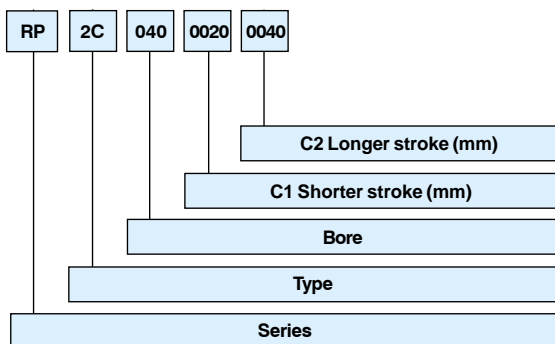 RP 2C 040 0020 0040
C2 Longer stroke (mm)
C1 Shorter stroke (mm)
Bore
Type
Series